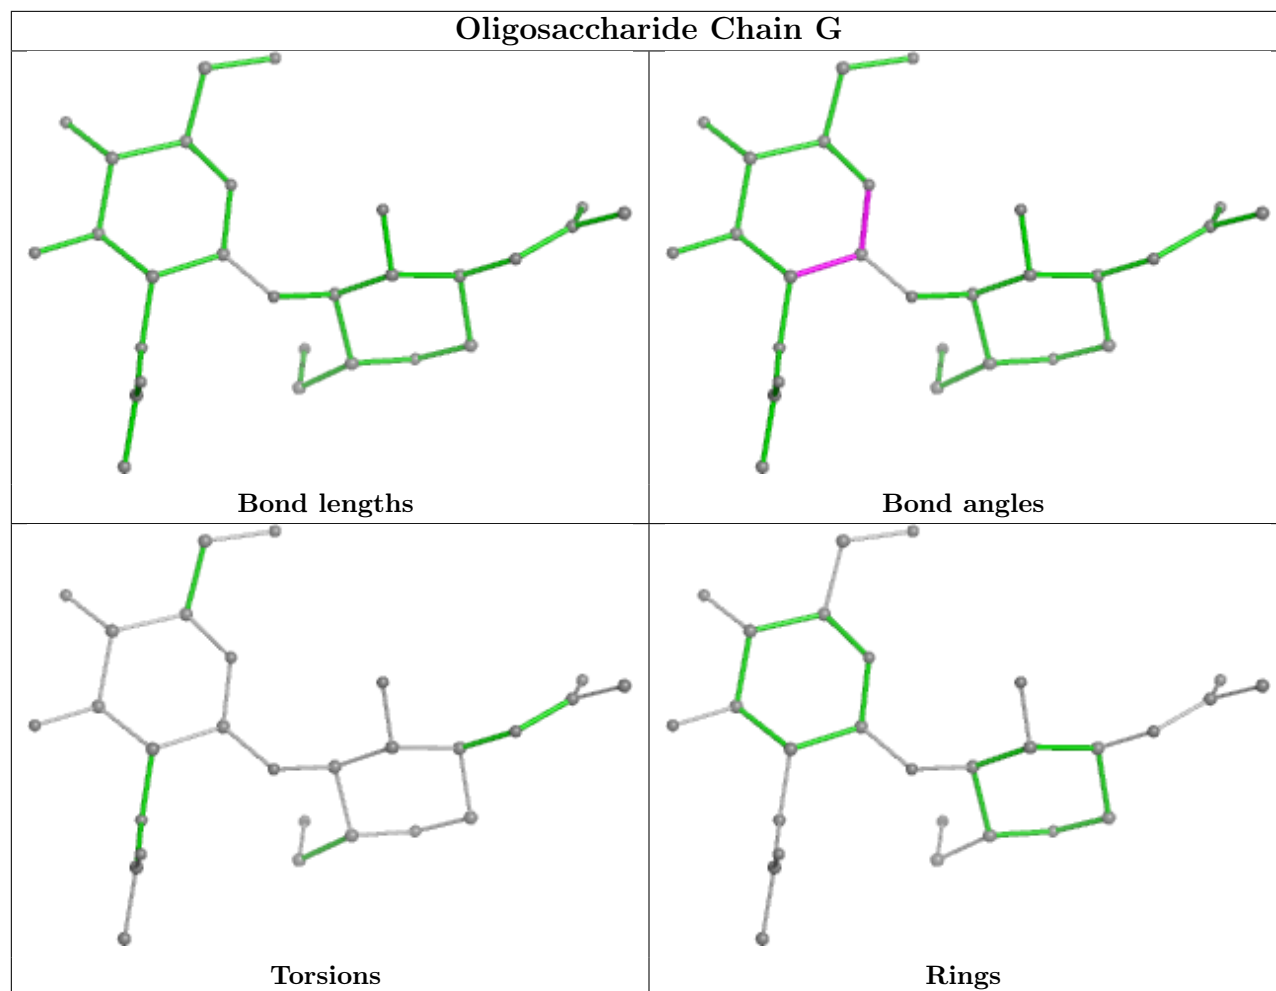 Oligosaccharide Chain G
Bond lengths
Bond angles
Torsions
Rings